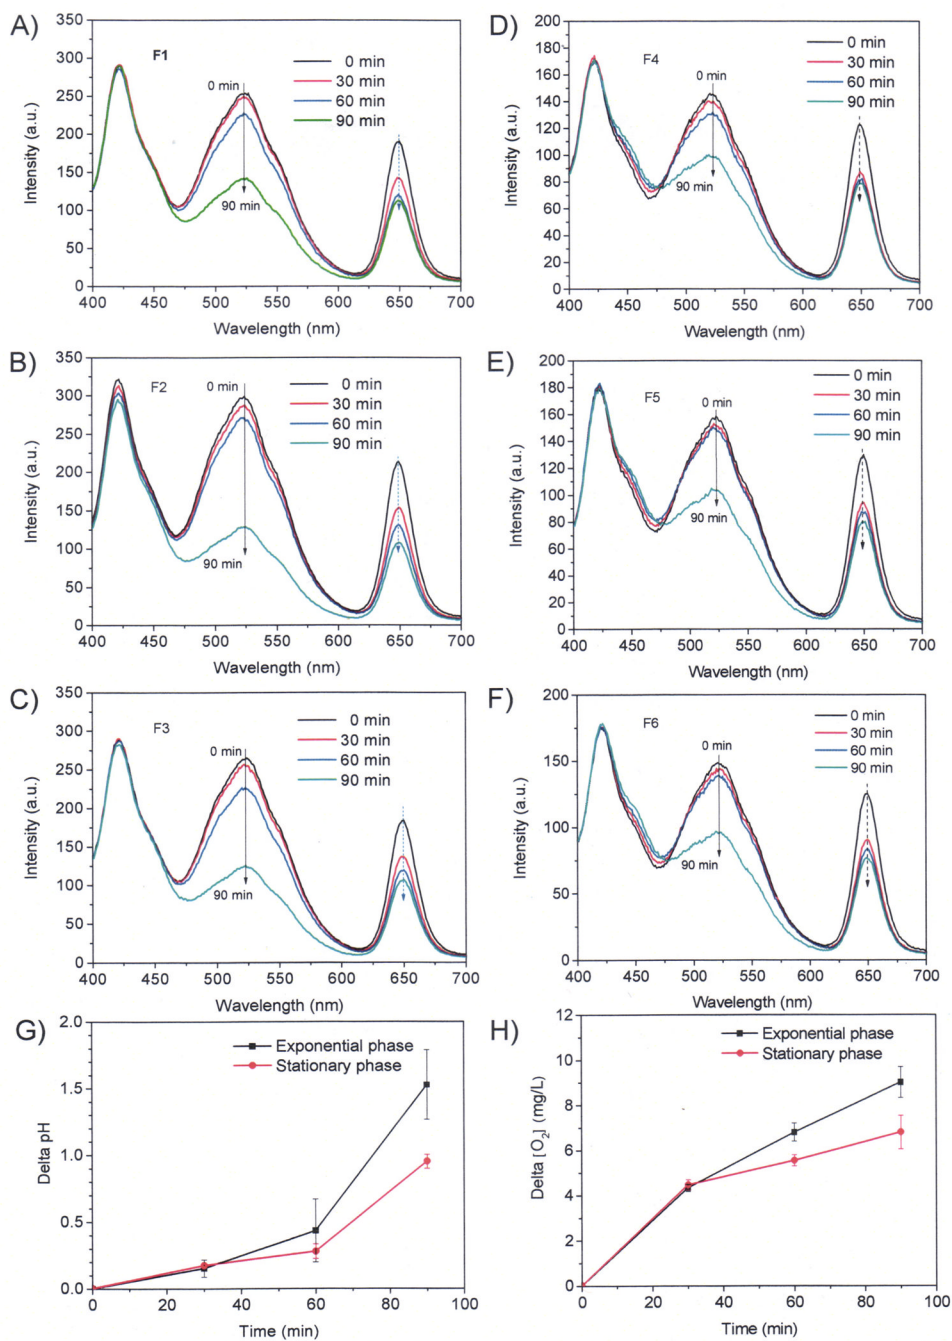 A)
F1
0 min
30 min
60 min
90 min
0 min
90 min
Intensity (a.u.)
350
300
250
200
150
100
50
0
400 450 500 550 600 650 700
Wavelength (nm)
D)
F4
0 min
30 min
60 min
90 min
0 min
90 min
Intensity (a.u.)
200
180
160
140
120
100
80
60
40
20
0
400 450 500 550 600 650 700
Wavelength (nm)
B)
F2
0 min
30 min
60 min
90 min
0 min
90 min
Intensity (a.u.)
350
300
250
200
150
100
50
0
400 450 500 550 600 650 700
Wavelength (nm)
E)
F5
0 min
30 min
60 min
90 min
0 min
90 min
Intensity (a.u.)
200
180
160
140
120
100
80
60
40
20
0
400 450 500 550 600 650 700
Wavelength (nm)
C)
F3
0 min
30 min
60 min
90 min
0 min
90 min
Intensity (a.u.)
350
300
250
200
150
100
50
0
400 450 500 550 600 650 700
Wavelength (nm)
F)
F6
0 min
30 min
60 min
90 min
0 min
90 min
Intensity (a.u.)
200
150
100
50
0
400 450 500 550 600 650 700
Wavelength (nm)
G)
Exponential phase
Stationary phase
Delta pH
2.0
1.5
1.0
0.5
0.0
0 20 40 60 80 100
Time (min)
H)
Exponential phase
Stationary phase
Delta [O₂] (mg/L)
12
10
8
6
4
2
0
0 20 40 60 80 100
Time (min)